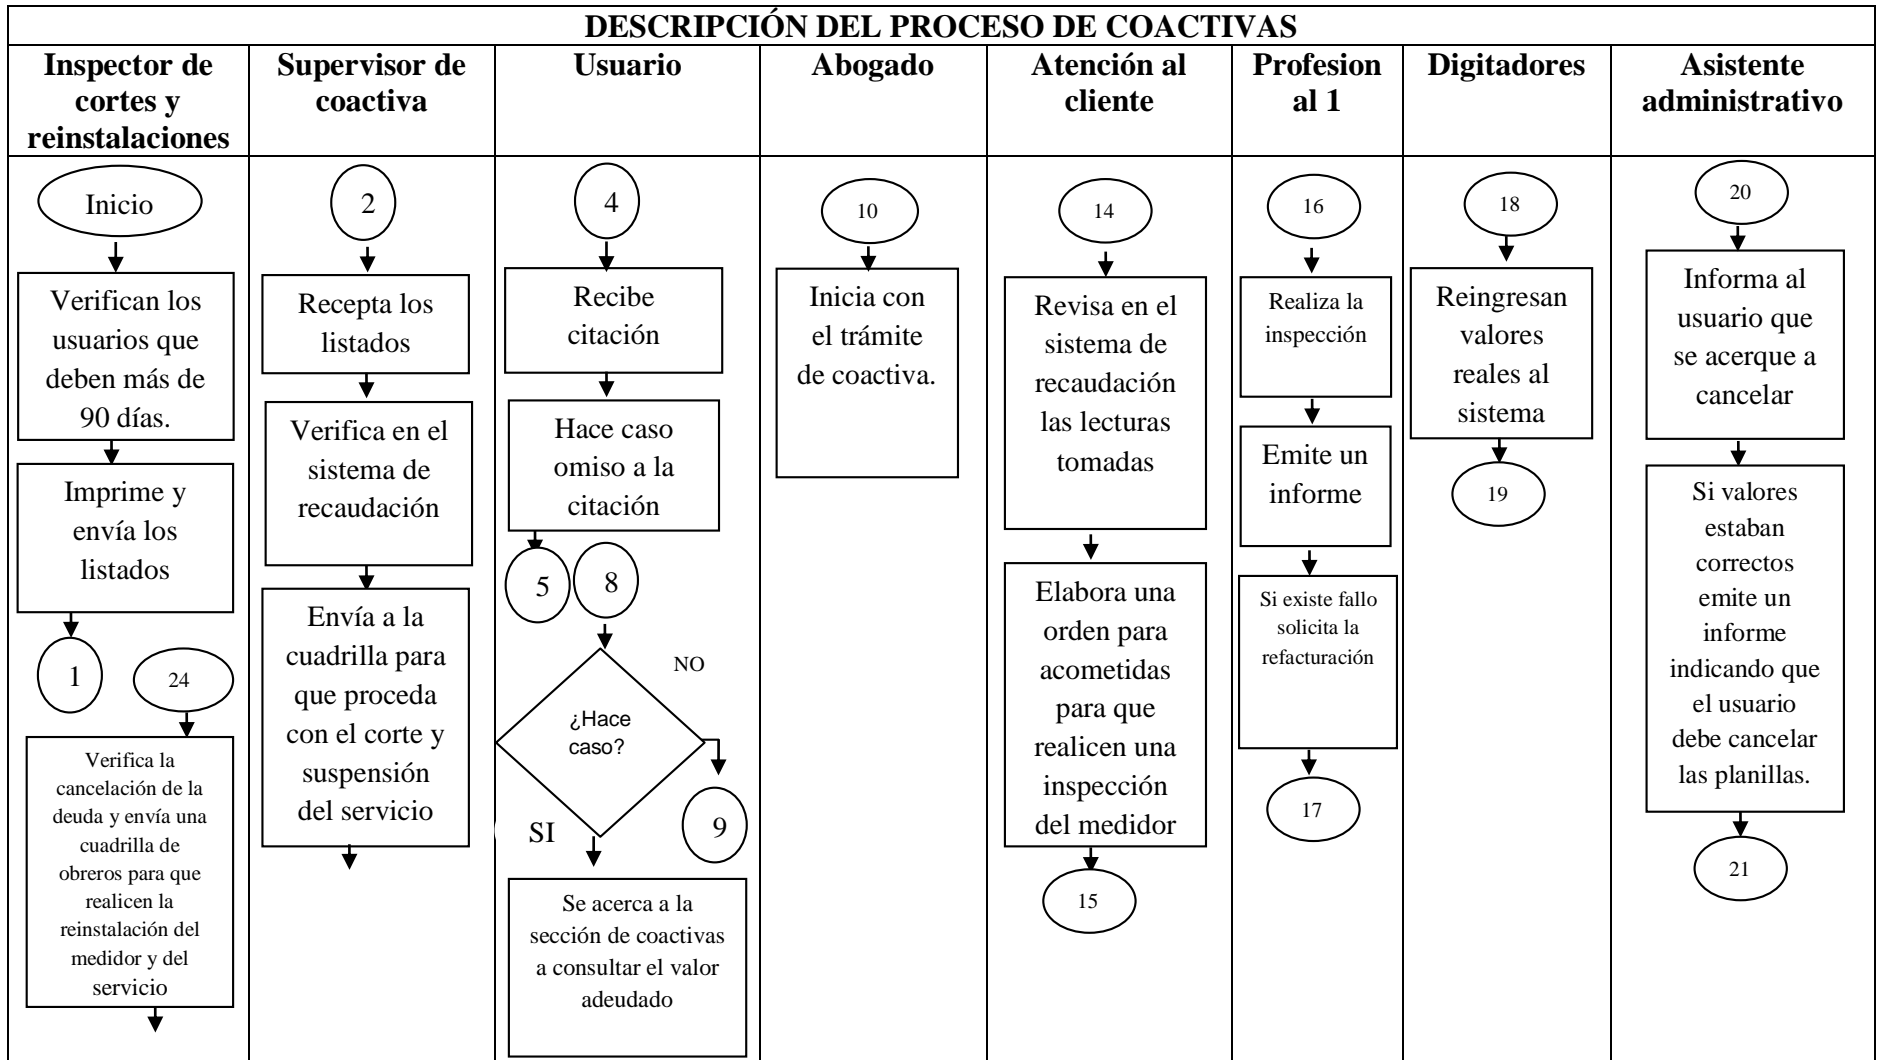 DESCRIPCIÓN DEL PROCESO DE COACTIVAS
Inspector de
cortes y
reinstalaciones
Supervisor de
coactiva
Usuario
Abogado
Atención al
cliente
Profesion
al 1
Digitadores
Asistente
administrativo
Inicio
Verifican los
usuarios que
deben más de
90 días.
Imprime y
envía los
listados
1
24
Verifica la
cancelación de la
deuda y envía una
cuadrilla de
obreros para que
realicen la
reinstalación del
medidor y del
servicio
2
Recepta los
listados
Verifica en el
sistema de
recaudación
Envía a la
cuadrilla para
que proceda
con el corte y
suspensión
del servicio
4
Recibe
citación
Hace caso
omiso a la
citación
5
8
NO
¿Hace
caso?
SI
9
Se acerca a la
sección de coactivas
a consultar el valor
adeudado
10
Inicia con
el trámite
de coactiva.
14
Revisa en el
sistema de
recaudación
las lecturas
tomadas
Elabora una
orden para
acometidas
para que
realicen una
inspección
del medidor
15
16
Realiza la
inspección
Emite un
informe
Si existe fallo
solicita la
refacturación
17
18
Reingresan
valores
reales al
sistema
19
20
Informa al
usuario que
se acerque a
cancelar
Si valores
estaban
correctos
emite un
informe
indicando que
el usuario
debe cancelar
las planillas.
21